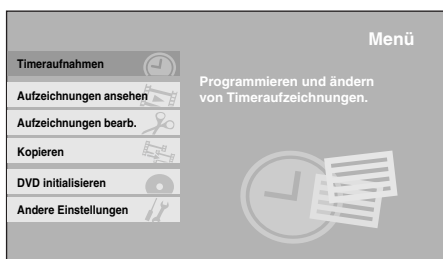 Menü
Timeraufnahmen
Aufzeichnungen ansehen
Aufzeichnungen bearb.
Kopieren
DVD initialisieren
Andere Einstellungen
Programmieren und ändern
von Timeraufzeichnungen.